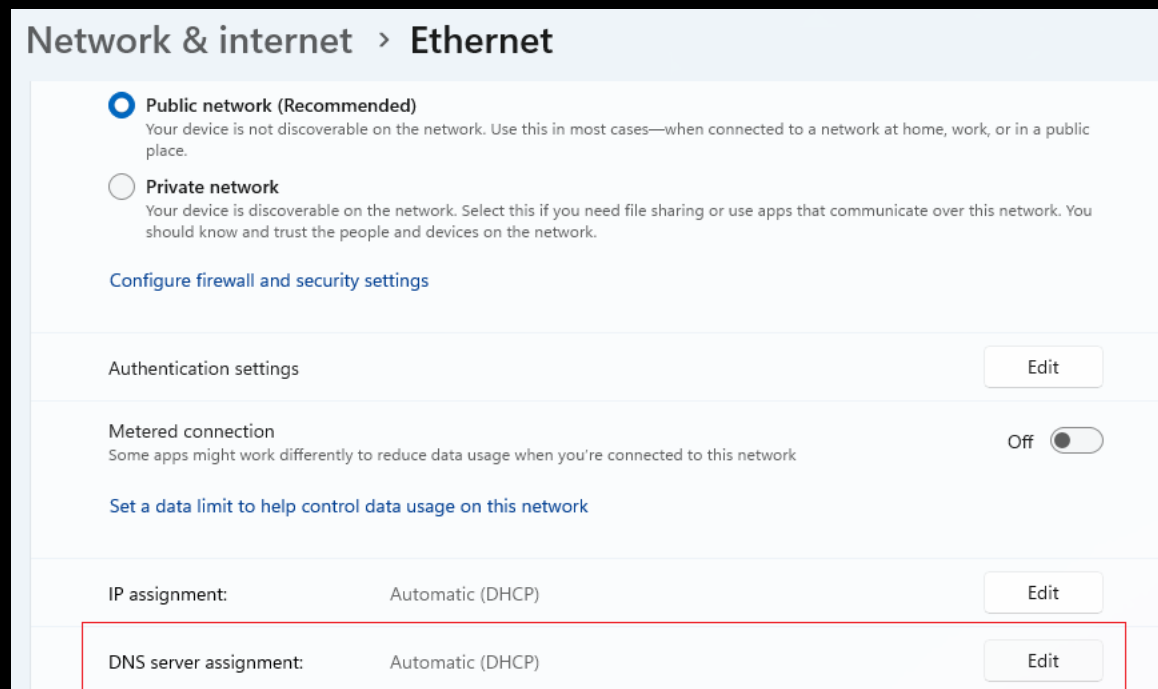 Network & internet > Ethernet
Public network (Recommended)
Your device is not discoverable on the network. Use this in most cases—when connected to a network at home, work, or in a public
place.
Private network
Your device is discoverable on the network. Select this if you need file sharing or use apps that communicate over this network. You
should know and trust the people and devices on the network.
Configure firewall and security settings
Authentication settings Edit
Metered connection
Off
Some apps might work differently to reduce data usage when you're connected to this network
Set a data limit to help control data usage on this network
IP assignment: Automatic (DHCP) Edit
DNS server assignment: Automatic (DHCP) Edit